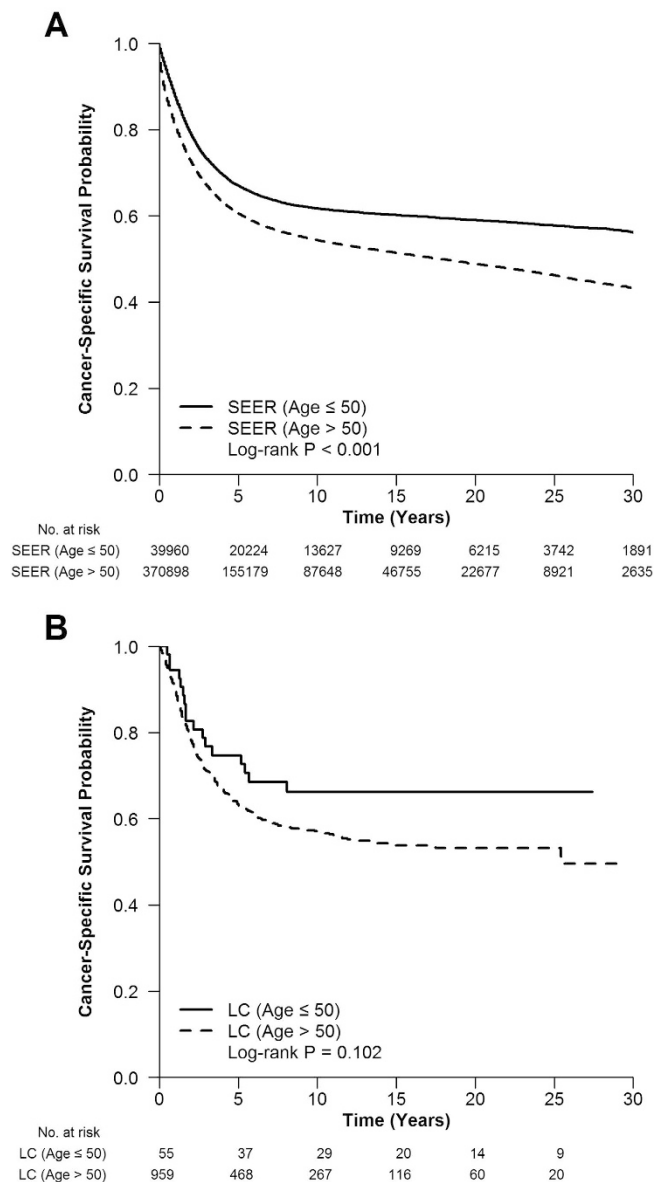 A
Cancer-Specific Survival Probability
1.0
0.8
0.6
0.4
0.2
0.0
SEER (Age ≤ 50)
SEER (Age > 50)
Log-rank P < 0.001
0 5 10 15 20 25 30
Time (Years)
No. at risk
SEER (Age ≤ 50) 39960 20224 13627 9269 6215 3742 1891
SEER (Age > 50) 370898 155179 87648 46755 22677 8921 2635
B
Cancer-Specific Survival Probability
1.0
0.8
0.6
0.4
0.2
0.0
LC (Age ≤ 50)
LC (Age > 50)
Log-rank P = 0.102
0 5 10 15 20 25 30
Time (Years)
No. at risk
LC (Age ≤ 50) 55 37 29 20 14 9
LC (Age > 50) 959 468 267 116 60 20